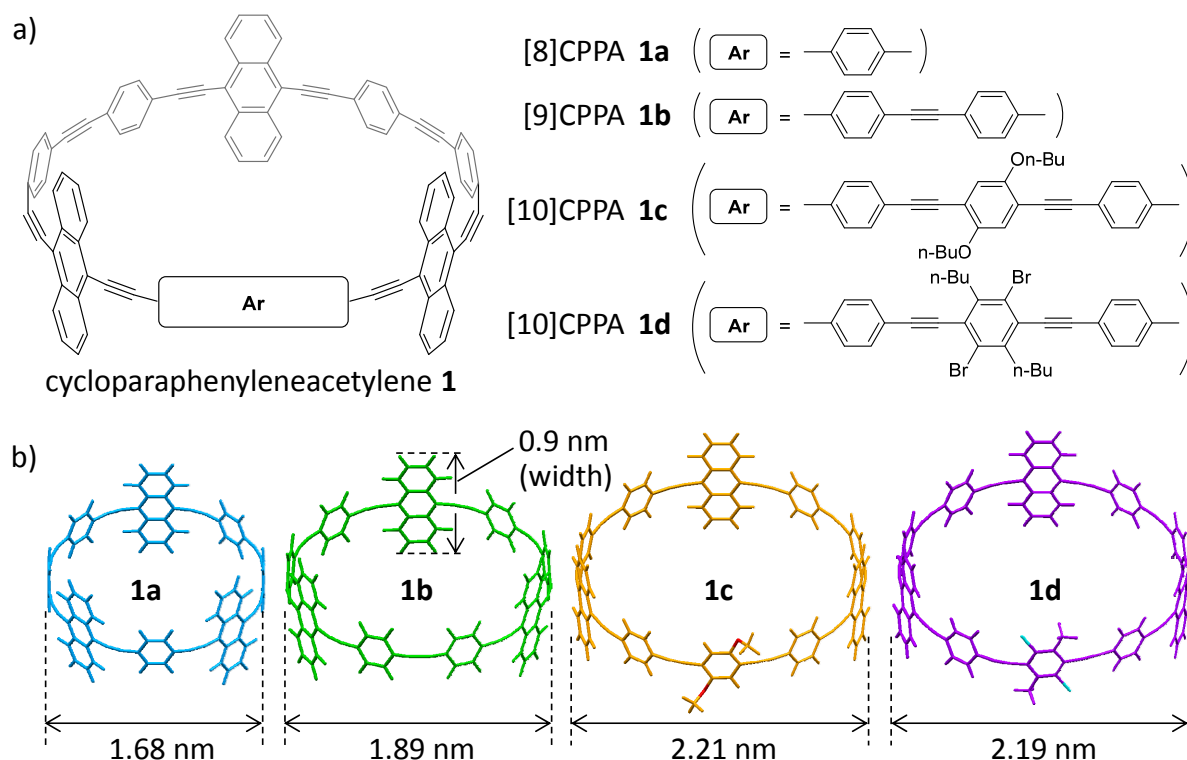 a)
[8]CPPA 1a ( Ar = )
[9]CPPA 1b ( Ar = )
On-Bu
[10]CPPA 1c ( Ar = )
n-BuO
n-Bu Br
[10]CPPA 1d ( Ar = )
Br n-Bu
Ar
cycloparaphenyleneacetylene 1
b)
0.9 nm
(width)
1a 1b 1c 1d
1.68 nm 1.89 nm 2.21 nm 2.19 nm